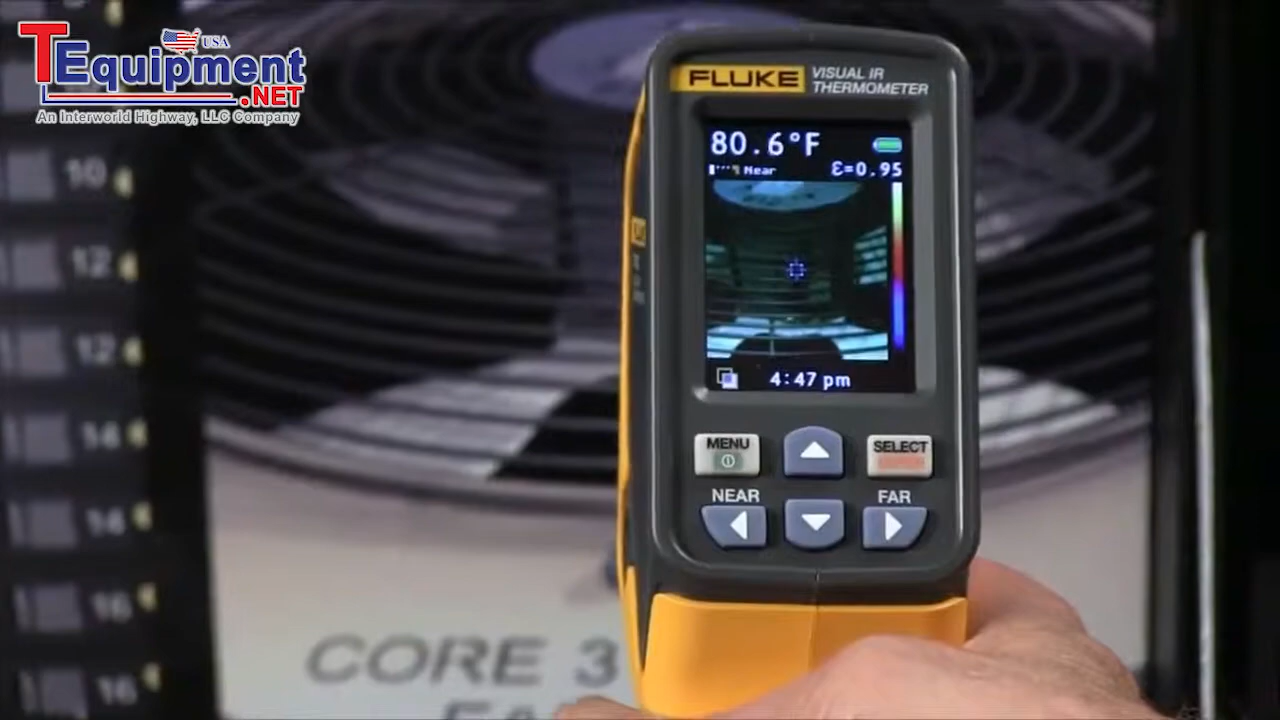 TEquipment
USA
.NET
An Interworld Highway, LLC Company
10
12
12
14
14
16
16
CORE 3
FLUKE
VISUAL IR
THERMOMETER
80.6°F
Near
ε=0.95
4:47 pm
MENU
SELECT
NEAR
FAR